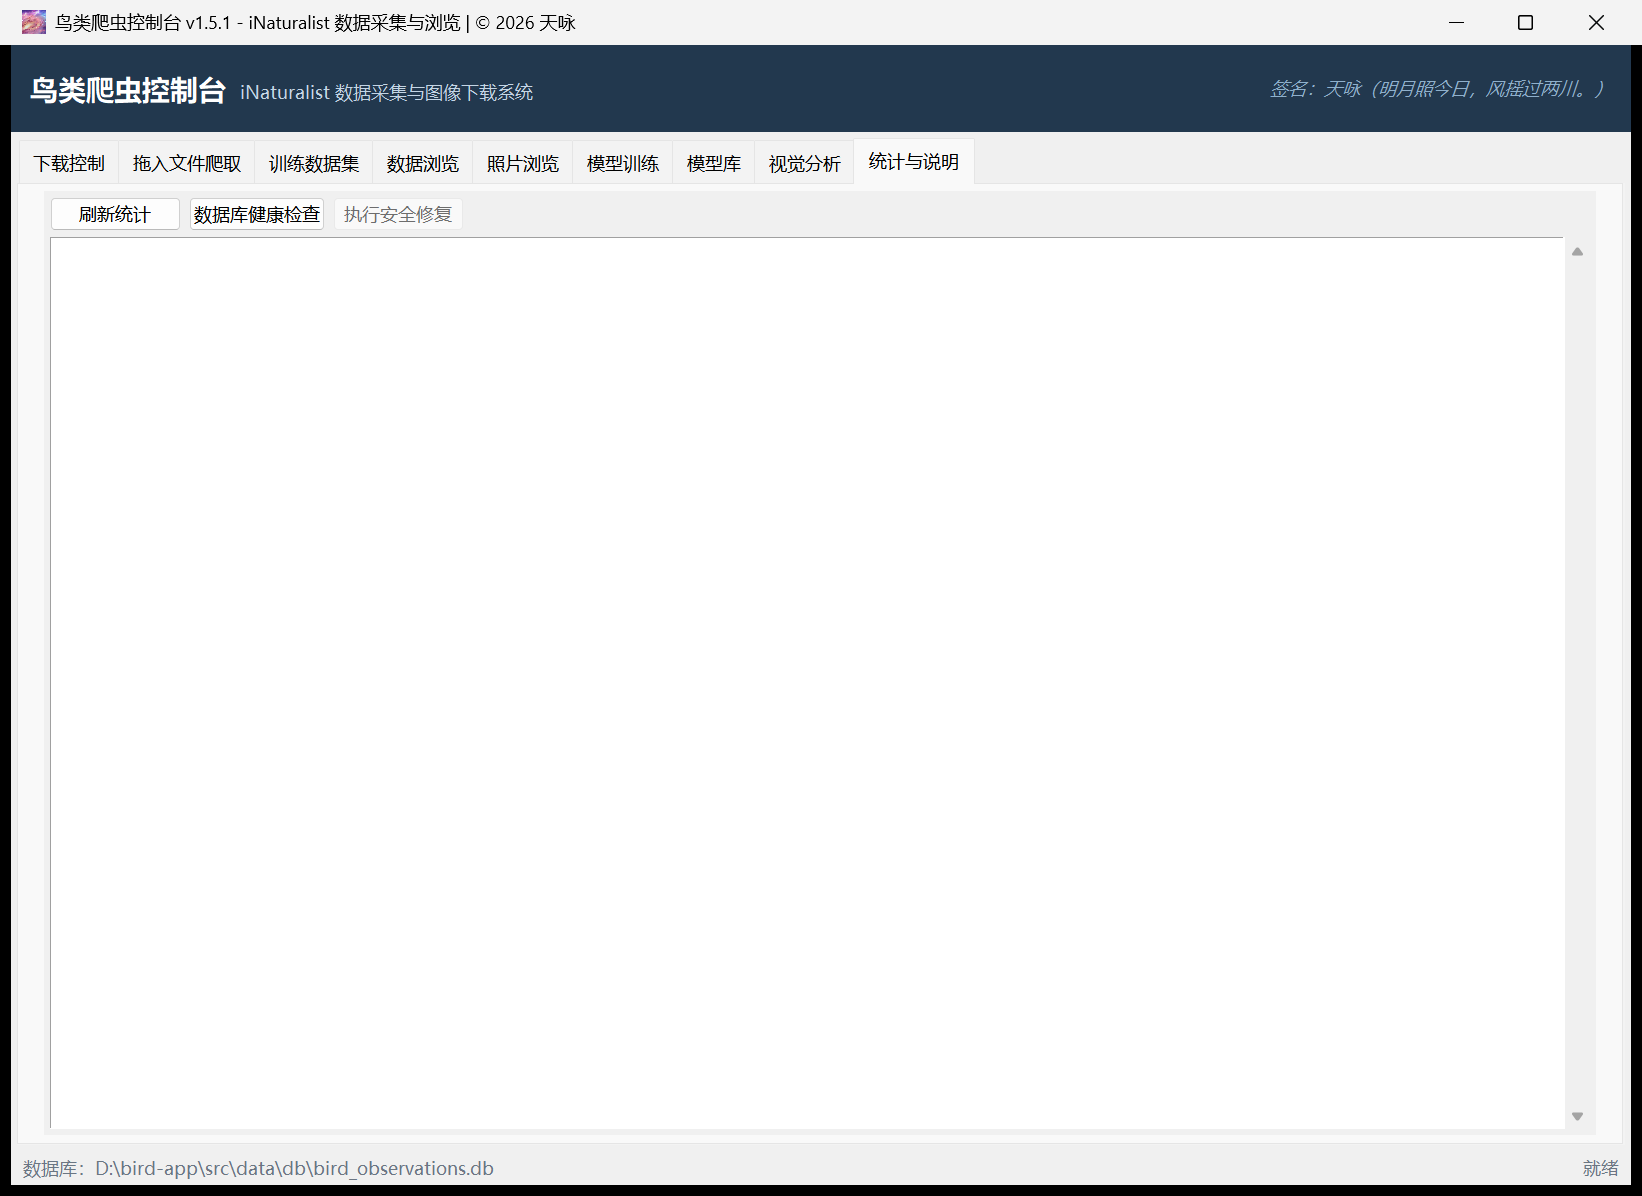 鸟类爬虫控制台 v1.5.1 - iNaturalist 数据采集与浏览 | © 2026 天咏
鸟类爬虫控制台 iNaturalist 数据采集与图像下载系统 签名：天咏（明月照今日，风摇过两川。）
下载控制 拖入文件爬取 训练数据集 数据浏览 照片浏览 模型训练 模型库 视觉分析 统计与说明
刷新统计 数据库健康检查 执行安全修复
数据库：D:\bird-app\src\data\db\bird_observations.db 就绪